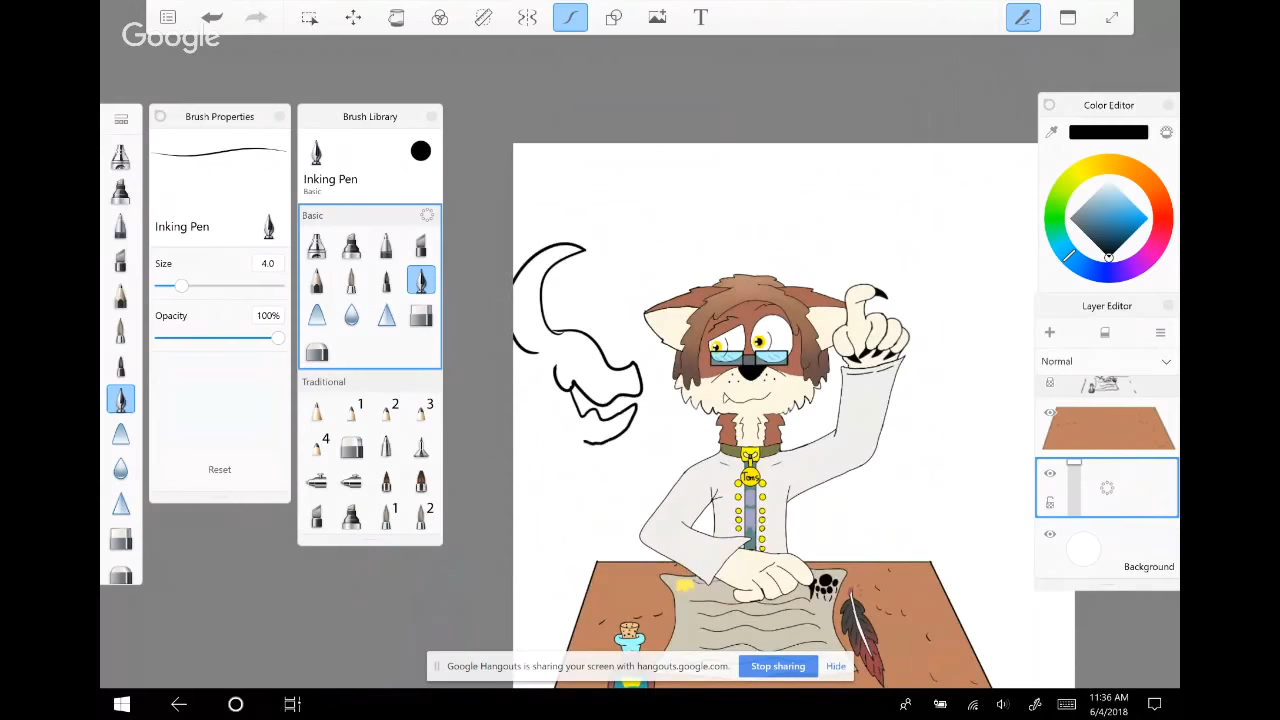 T
Google
Brush Properties
Brush Library
Color Editor
Inking Pen
Basic
Inking Pen
Basic
Size
4.0
Opacity
100%
Layer Editor
Normal
Traditional
1
2
3
4
Reset
1
2
Toms
Background
Google Hangouts is sharing your screen with hangouts.google.com.
Stop sharing
Hide
11:36 AM
6/4/2018